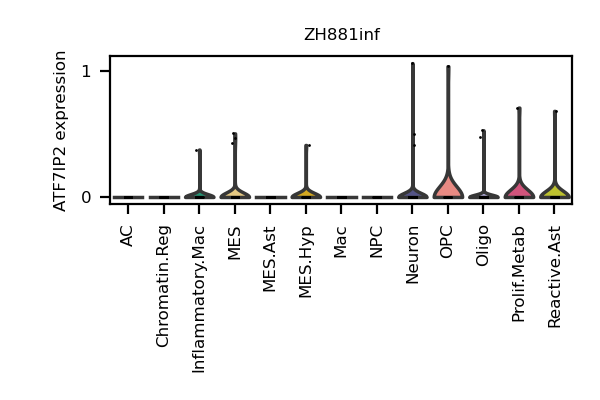 ZH881inf
ATF7IP2 expression
1
0
AC
Chromatin.Reg
Inflammatory.Mac
MES
MES.Ast
MES.Hyp
Mac
NPC
Neuron
OPC
Oligo
Prolif.Metab
Reactive.Ast